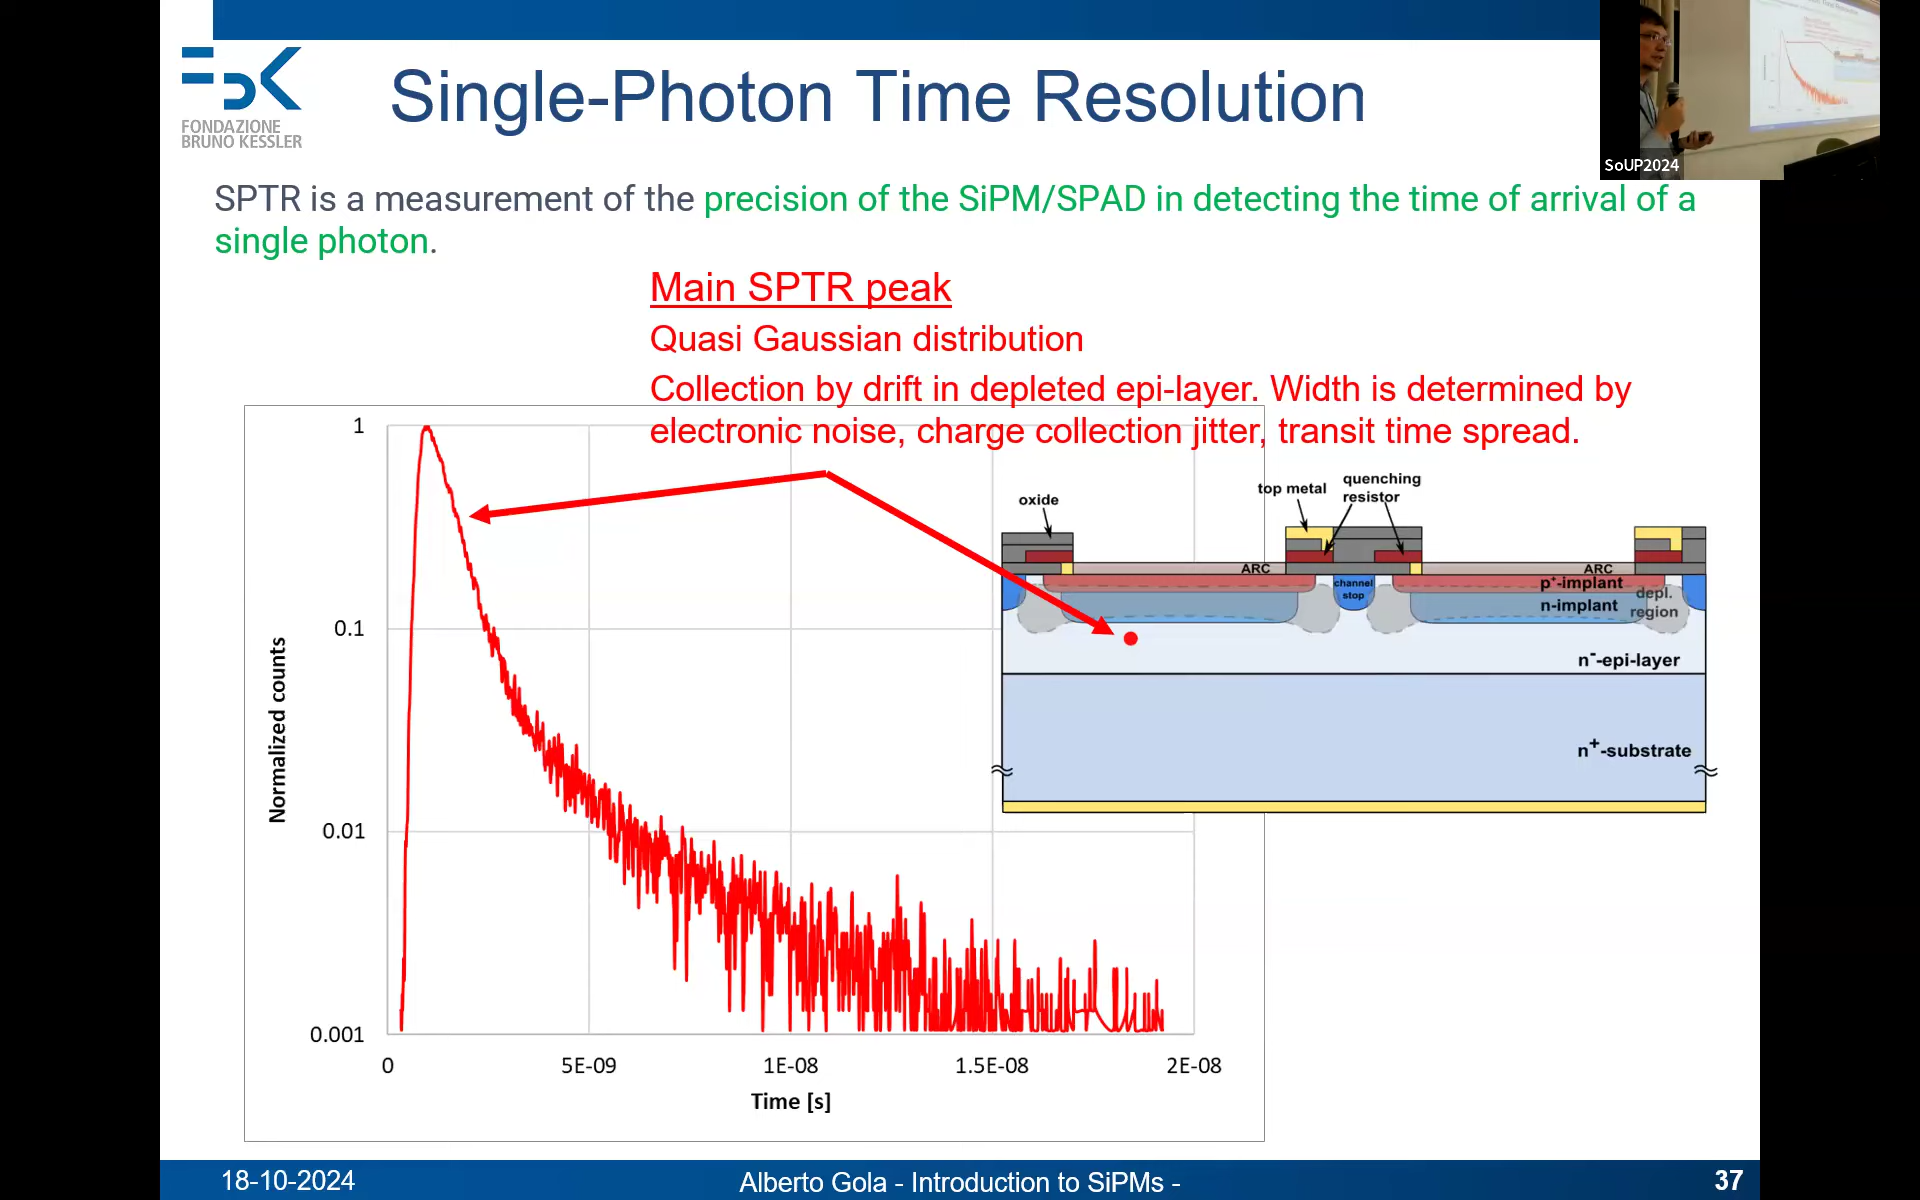 FONDAZIONE
BRUNO KESSLER
Single-Photon Time Resolution
SoUP2024
SPTR is a measurement of the precision of the SiPM/SPAD in detecting the time of arrival of a
single photon.
Main SPTR peak
Quasi Gaussian distribution
Collection by drift in depleted epi-layer. Width is determined by
electronic noise, charge collection jitter, transit time spread.
Normalized counts
1
0.1
0.01
0.001
0
5E-09
1E-08
1.5E-08
2E-08
Time [s]
oxide
top metal
quenching
resistor
ARC
ARC
channel
stop
p⁺-implant
n-implant
depl.
region
n⁻-epi-layer
n⁺-substrate
18-10-2024
Alberto Gola - Introduction to SiPMs -
37